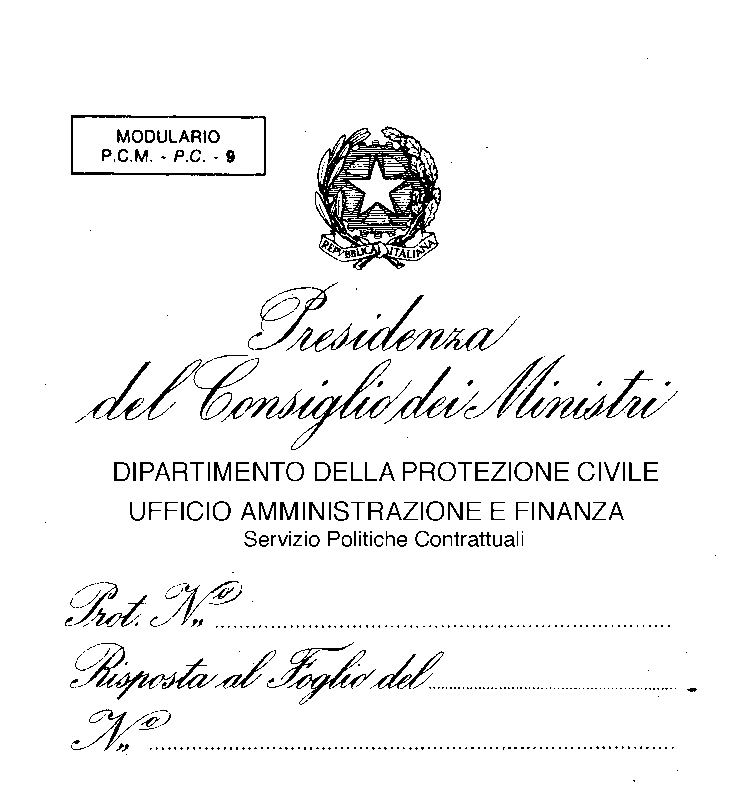 MODULARIO
P.C.M. - P.C. - 9
REPVBBLICA ITALIANA
Presidenza
del Consiglio dei Ministri
DIPARTIMENTO DELLA PROTEZIONE CIVILE
UFFICIO AMMINISTRAZIONE E FINANZA
Servizio Politiche Contrattuali
Prot. N.º
Risposta al Foglio del
N.º